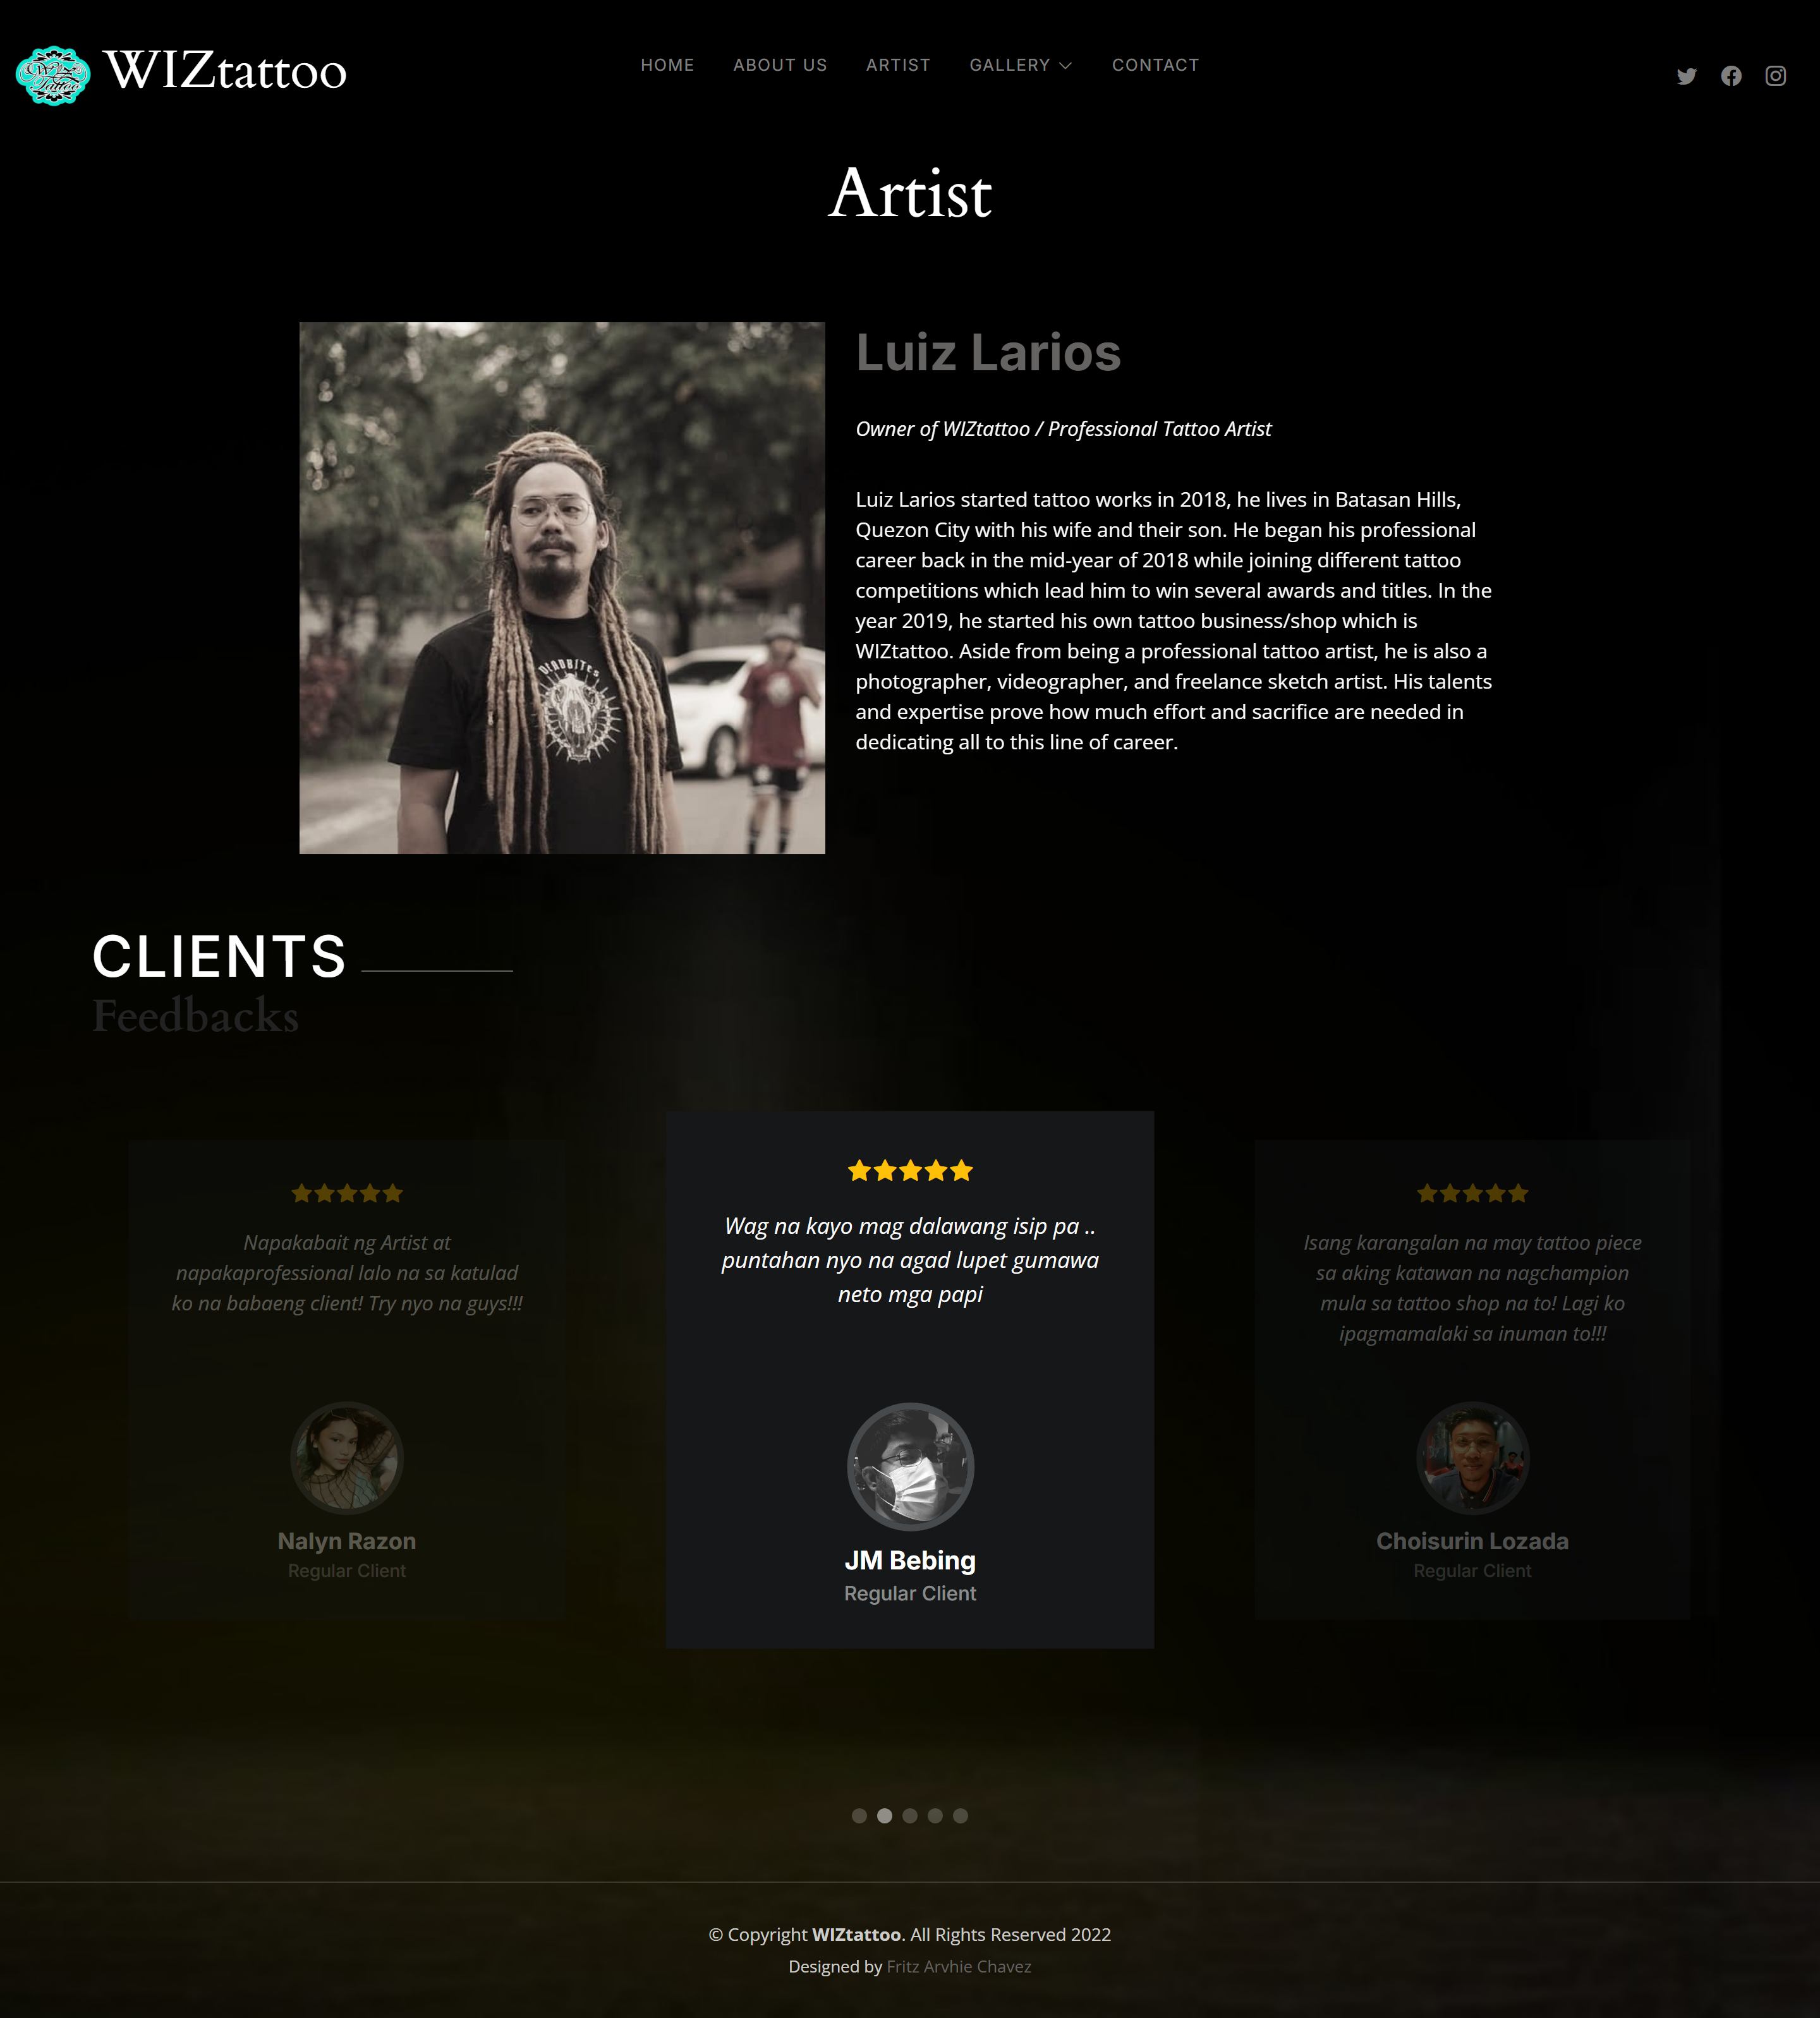 Wiz Tattoo
WIZtattoo
HOME
ABOUT US
ARTIST
GALLERY
CONTACT
Artist
Luiz Larios
Owner of WIZtattoo / Professional Tattoo Artist
Luiz Larios started tattoo works in 2018, he lives in Batasan Hills,
Quezon City with his wife and their son. He began his professional
career back in the mid-year of 2018 while joining different tattoo
competitions which lead him to win several awards and titles. In the
year 2019, he started his own tattoo business/shop which is
WIZtattoo. Aside from being a professional tattoo artist, he is also a
photographer, videographer, and freelance sketch artist. His talents
and expertise prove how much effort and sacrifice are needed in
dedicating all to this line of career.
DEADBITES
CLIENTS
Feedbacks
Napakabait ng Artist at
napakaprofessional lalo na sa katulad
ko na babaeng client! Try nyo na guys!!!
Nalyn Razon
Regular Client
Wag na kayo mag dalawang isip pa ..
puntahan nyo na agad lupet gumawa
neto mga papi
JM Bebing
Regular Client
Isang karangalan na may tattoo piece
sa aking katawan na nagchampion
mula sa tattoo shop na to! Lagi ko
ipagmamalaki sa inuman to!!!
Choisurin Lozada
Regular Client
© Copyright WIZtattoo. All Rights Reserved 2022
Designed by Fritz Arvhie Chavez